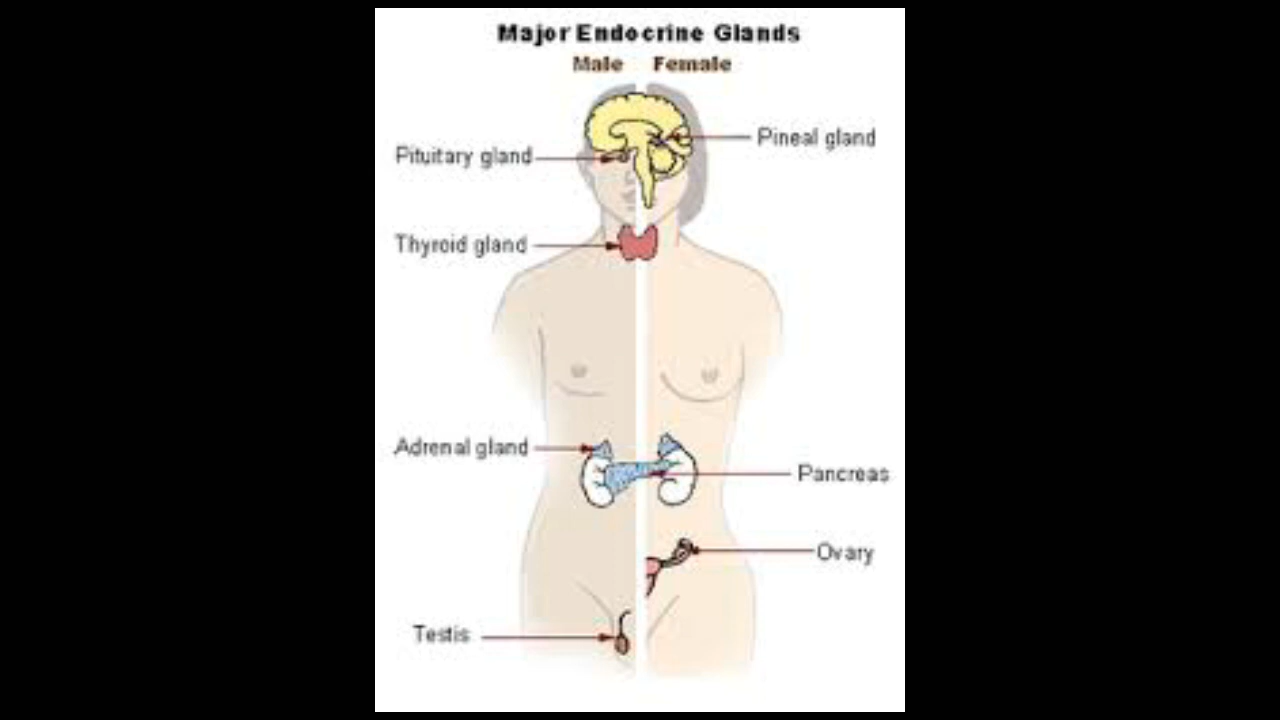 Major Endocrine Glands
Male Female
Pineal gland
Pituitary gland
Thyroid gland
Adrenal gland
Pancreas
Ovary
Testis